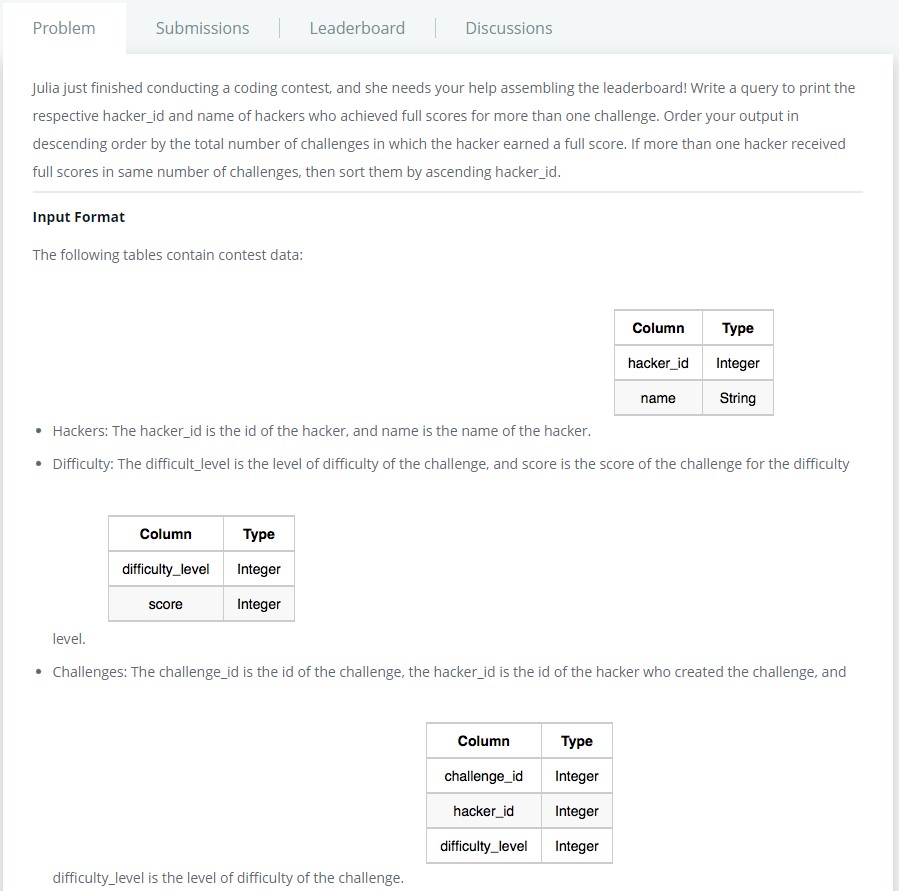 Problem
Submissions
Leaderboard
Discussions
Julia just finished conducting a coding contest, and she needs your help assembling the leaderboard! Write a query to print the
respective hacker_id and name of hackers who achieved full scores for more than one challenge. Order your output in
descending order by the total number of challenges in which the hacker earned a full score. If more than one hacker received
full scores in same number of challenges, then sort them by ascending hacker_id.
Input Format
The following tables contain contest data:
Column Type
hacker_id Integer
name String
• Hackers: The hacker_id is the id of the hacker, and name is the name of the hacker.
• Difficulty: The difficult_level is the level of difficulty of the challenge, and score is the score of the challenge for the difficulty
Column Type
difficulty_level Integer
score Integer
level.
• Challenges: The challenge_id is the id of the challenge, the hacker_id is the id of the hacker who created the challenge, and
Column Type
challenge_id Integer
hacker_id Integer
difficulty_level Integer
difficulty_level is the level of difficulty of the challenge.